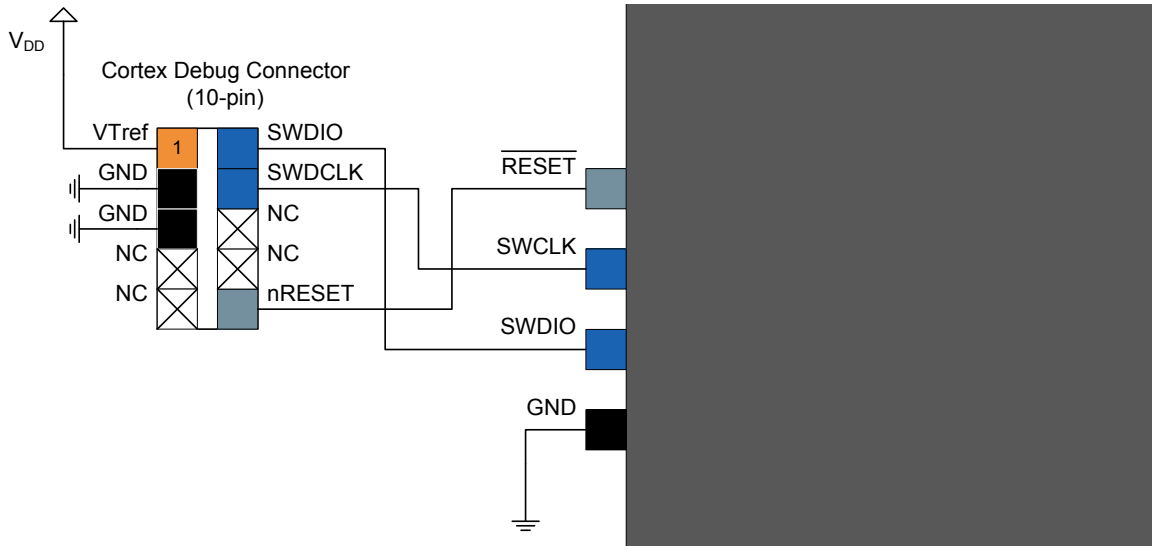 V_DD
Cortex Debug Connector
(10-pin)
VTref
1
SWDIO
GND
SWDCLK
GND
NC
NC
NC
NC
nRESET
RESET
SWCLK
SWDIO
GND